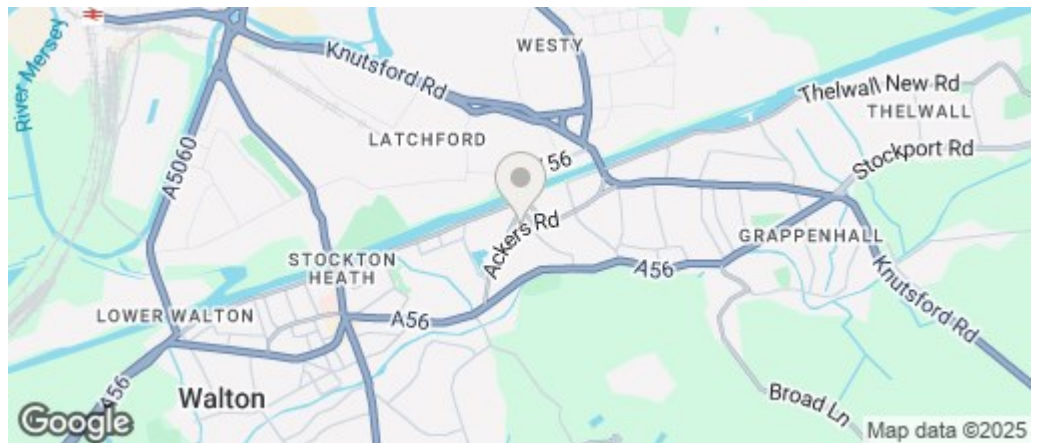 WESTY
Knutsford Rd
River Mersey
Thelwall New Rd
THELWALL
LATCHFORD
Stockport Rd
A5060
56
Ackers Rd
GRAPPENHALL
STOCKTON
HEATH
A56
Knutsford Rd
LOWER WALTON
A56
A56
Walton
Broad Ln
Google
Map data ©2025